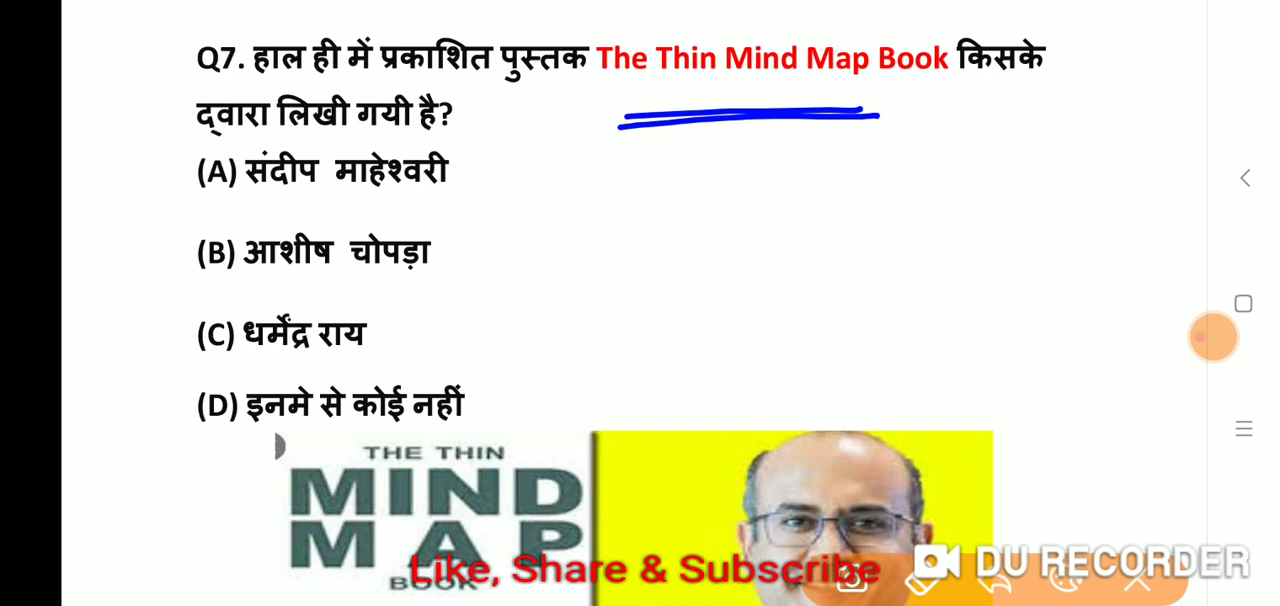 Q7. हाल ही में प्रकाशित पुस्तक The Thin Mind Map Book किसके
द्वारा लिखी गयी है?
(A) संदीप माहेश्वरी
(B) आशीष चोपड़ा
(C) धर्मेंद्र राय
(D) इनमे से कोई नहीं
THE THIN
MIND
MAP
BOOK
Like, Share & Subscribe
DU RECORDER